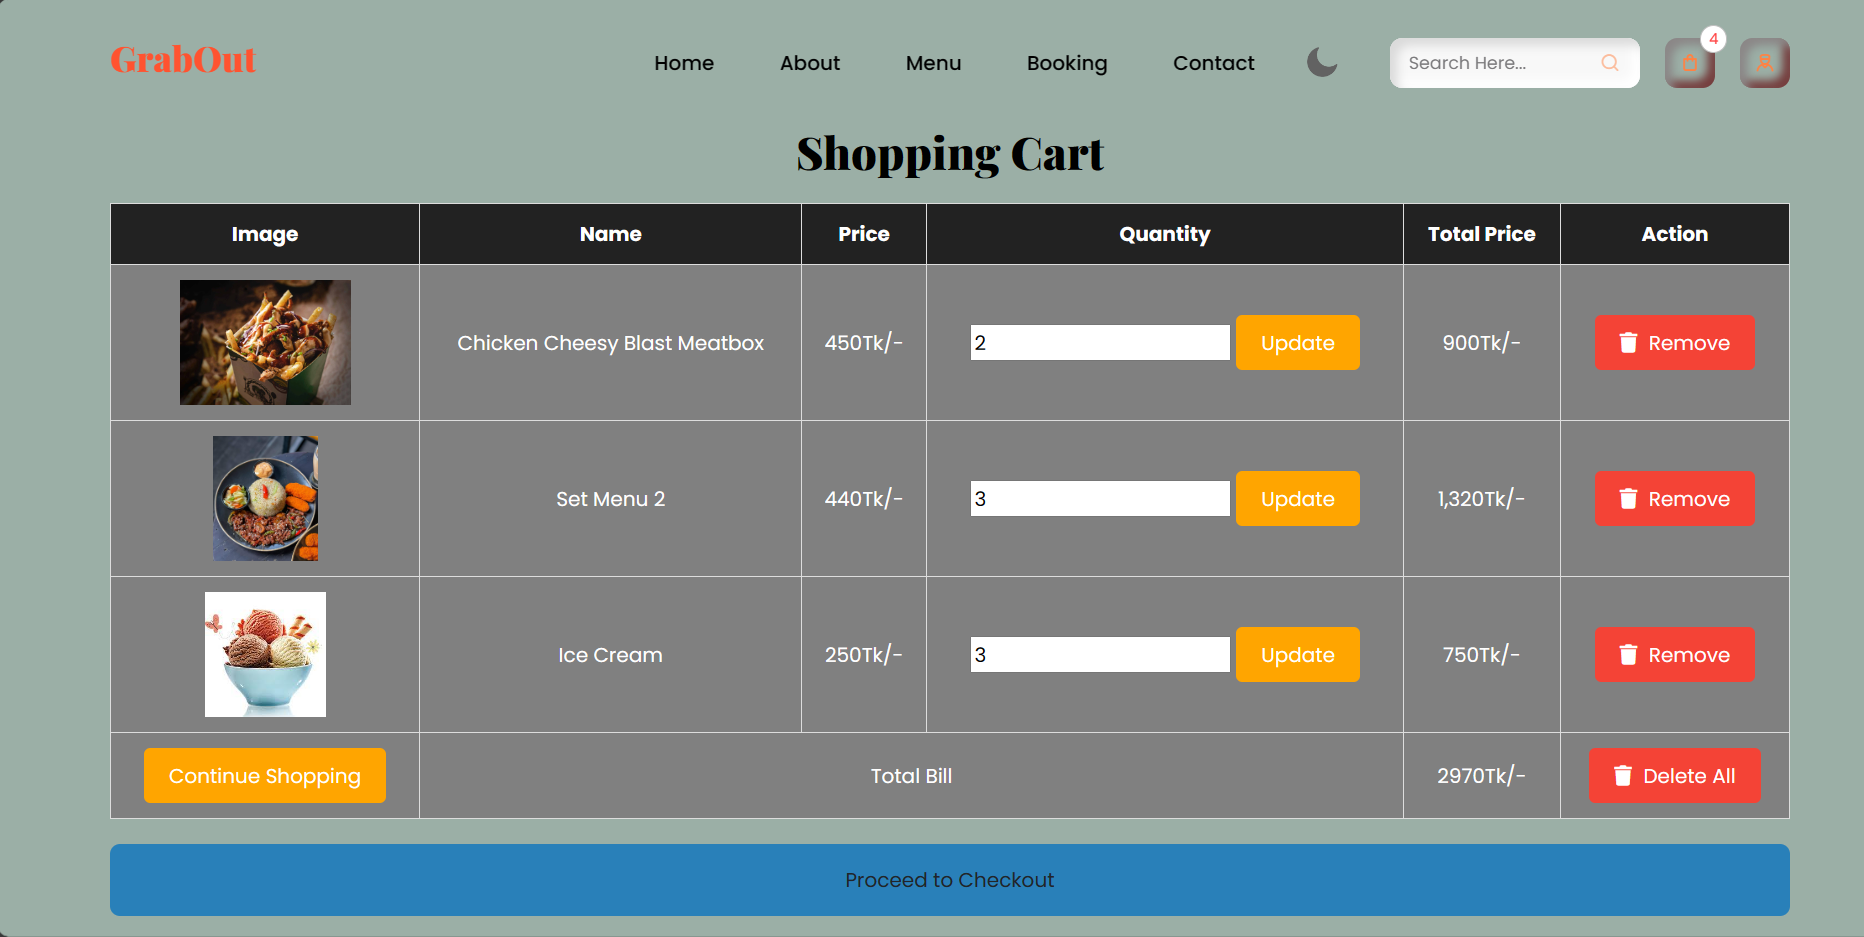 GrabOut
Home About Menu Booking Contact
Search Here...
4
Shopping Cart
Image Name Price Quantity Total Price Action
Chicken Cheesy Blast Meatbox 450Tk/- 2 Update 900Tk/- Remove
Set Menu 2 440Tk/- 3 Update 1,320Tk/- Remove
Ice Cream 250Tk/- 3 Update 750Tk/- Remove
Continue Shopping Total Bill 2970Tk/- Delete All
Proceed to Checkout